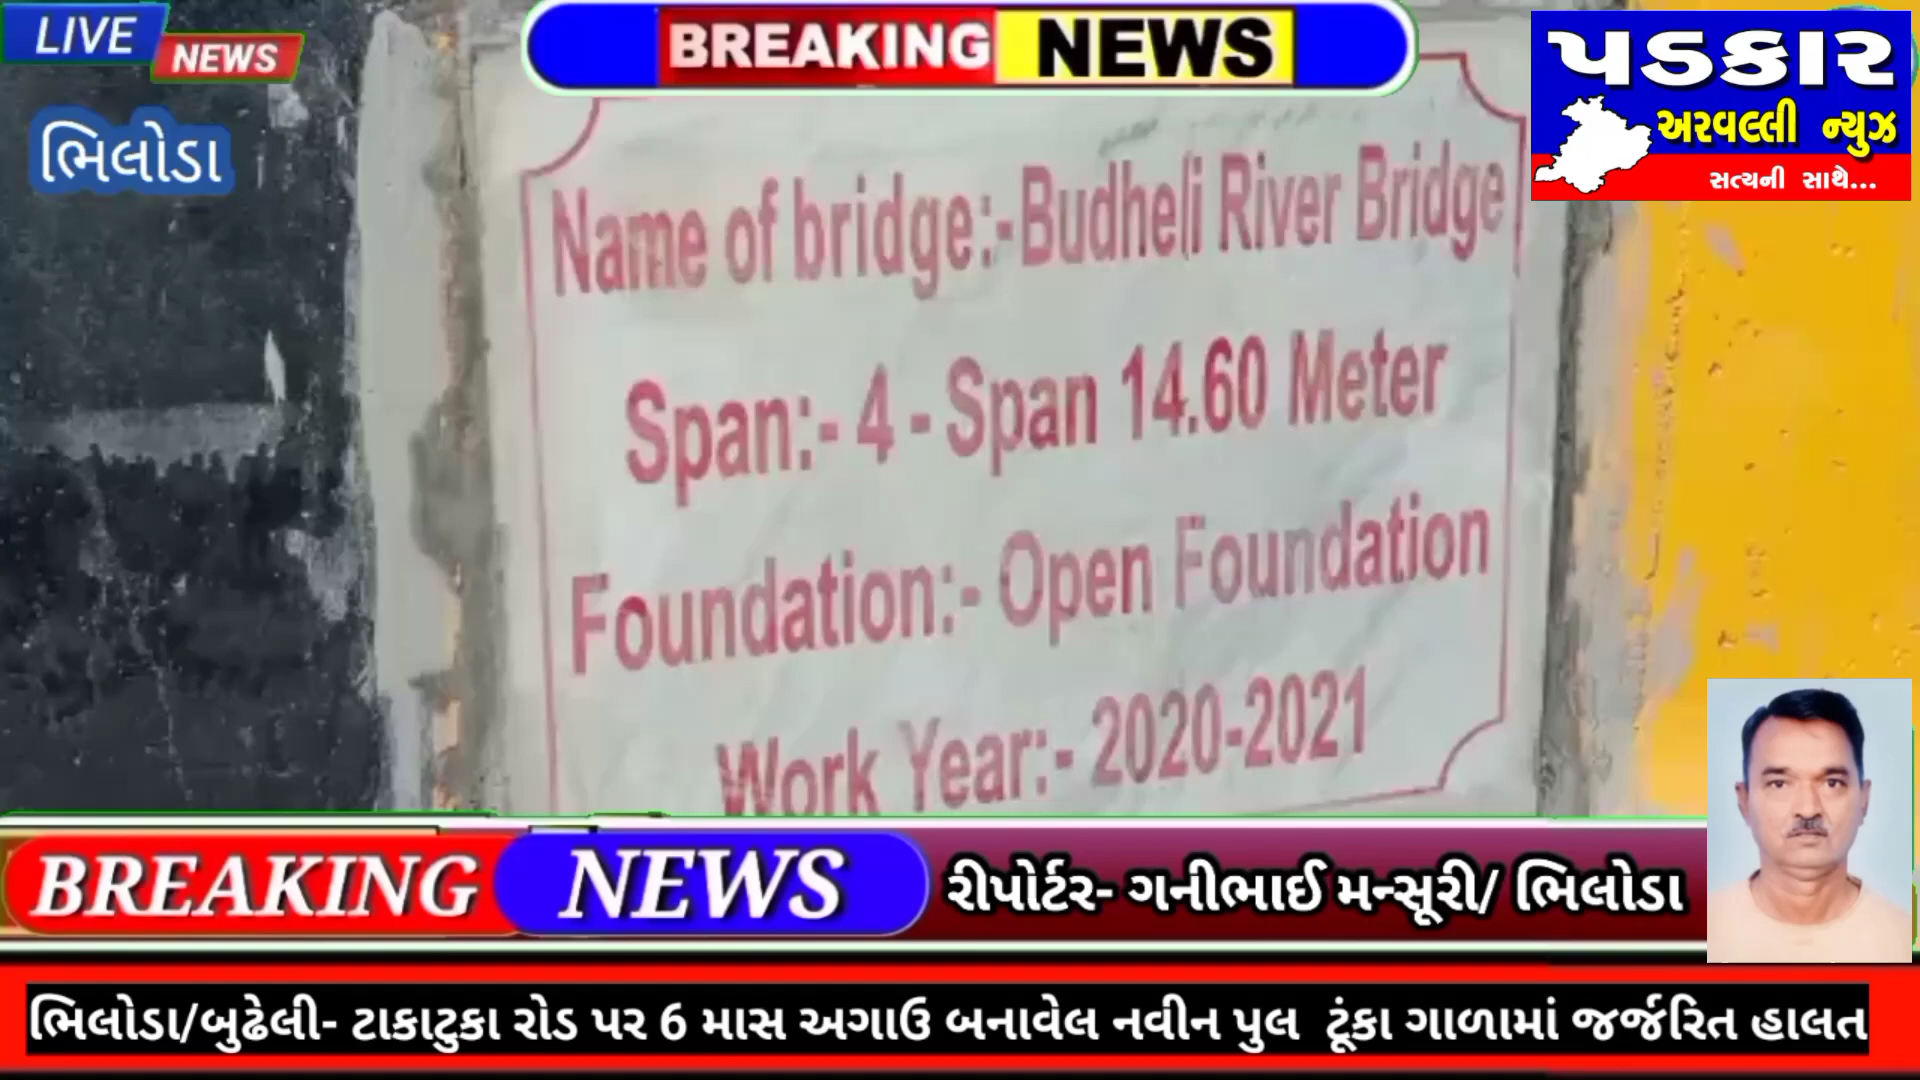 LIVE
NEWS
BREAKING NEWS
પડકાર
અરવલ્લી ન્યુઝ
સત્યની સાથે...
ભિલોડા
Name of bridge:-Budheli River Bridge
Span:- 4 - Span 14.60 Meter
Foundation:- Open Foundation
Work Year:- 2020-2021
BREAKING NEWS
રીપોર્ટર- ગનીભાઈ મન્સૂરી/ ભિલોડા
ભિલોડા/બુઢેલી- ટાકાટુકા રોડ પર 6 માસ અગાઉ બનાવેલ નવીન પુલ ટૂંકા ગાળામાં જર્જરિત હાલત